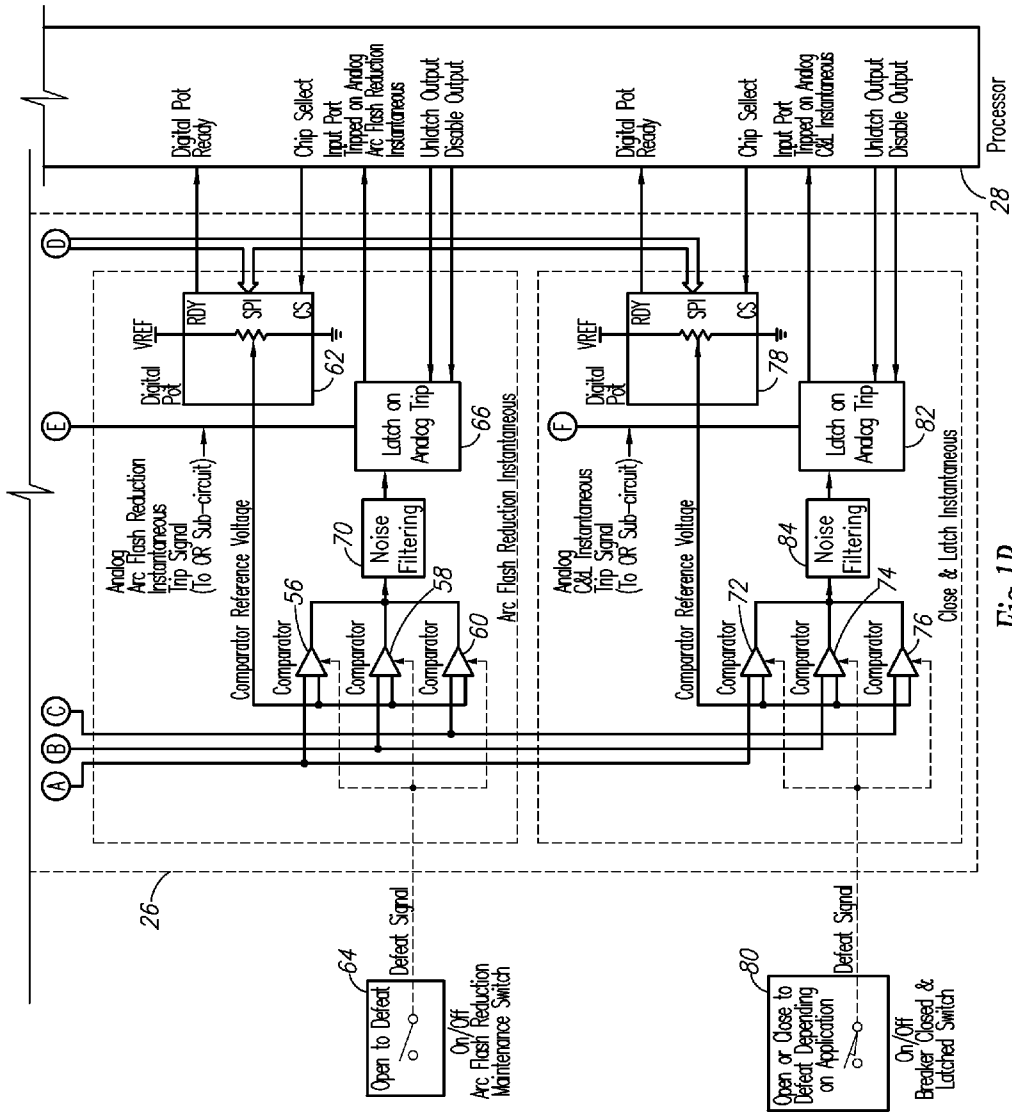 26
A
B
C
E
D
64
Open to Defeat
On/Off
Arc Flash Reduction
Maintenance Switch
Defeat Signal
Analog
Arc Flash Reduction
Instantaneous
Trip Signal
(To OR Sub-circuit)
Comparator Reference Voltage
Comparator
56
Comparator
58
Comparator
60
70
Noise
Filtering
Latch on
Analog Trip
66
Digital
Pot
VREF
RDY
SPI
CS
62
Arc Flash Reduction Instantaneous
Digital Pot
Ready
Chip Sellect
Input Port
Tripped on Analog
Arc Flash Reduction
Instantaneous
Unlatch Output
Disable Output
80
Open or Close to
Defeat Depending
on Application
On/Off
Breaker Closed &
Latched Switch
Defeat Signal
F
Analog
C&L Instantaneous
Trip Signal
(To OR Sub-circuit)
Comparator Reference Voltage
Comparator
72
Comparator
74
Comparator
76
84
Noise
Filtering
Latch on
Analog Trip
82
Digital
Pot
VREF
RDY
SPI
CS
78
Close & Latch Instantaneous
Digital Pot
Ready
Chip Select
Input Port
Tripped on Analog
C&L Instantaneous
Unlatch Output
Disable Output
Processor
28